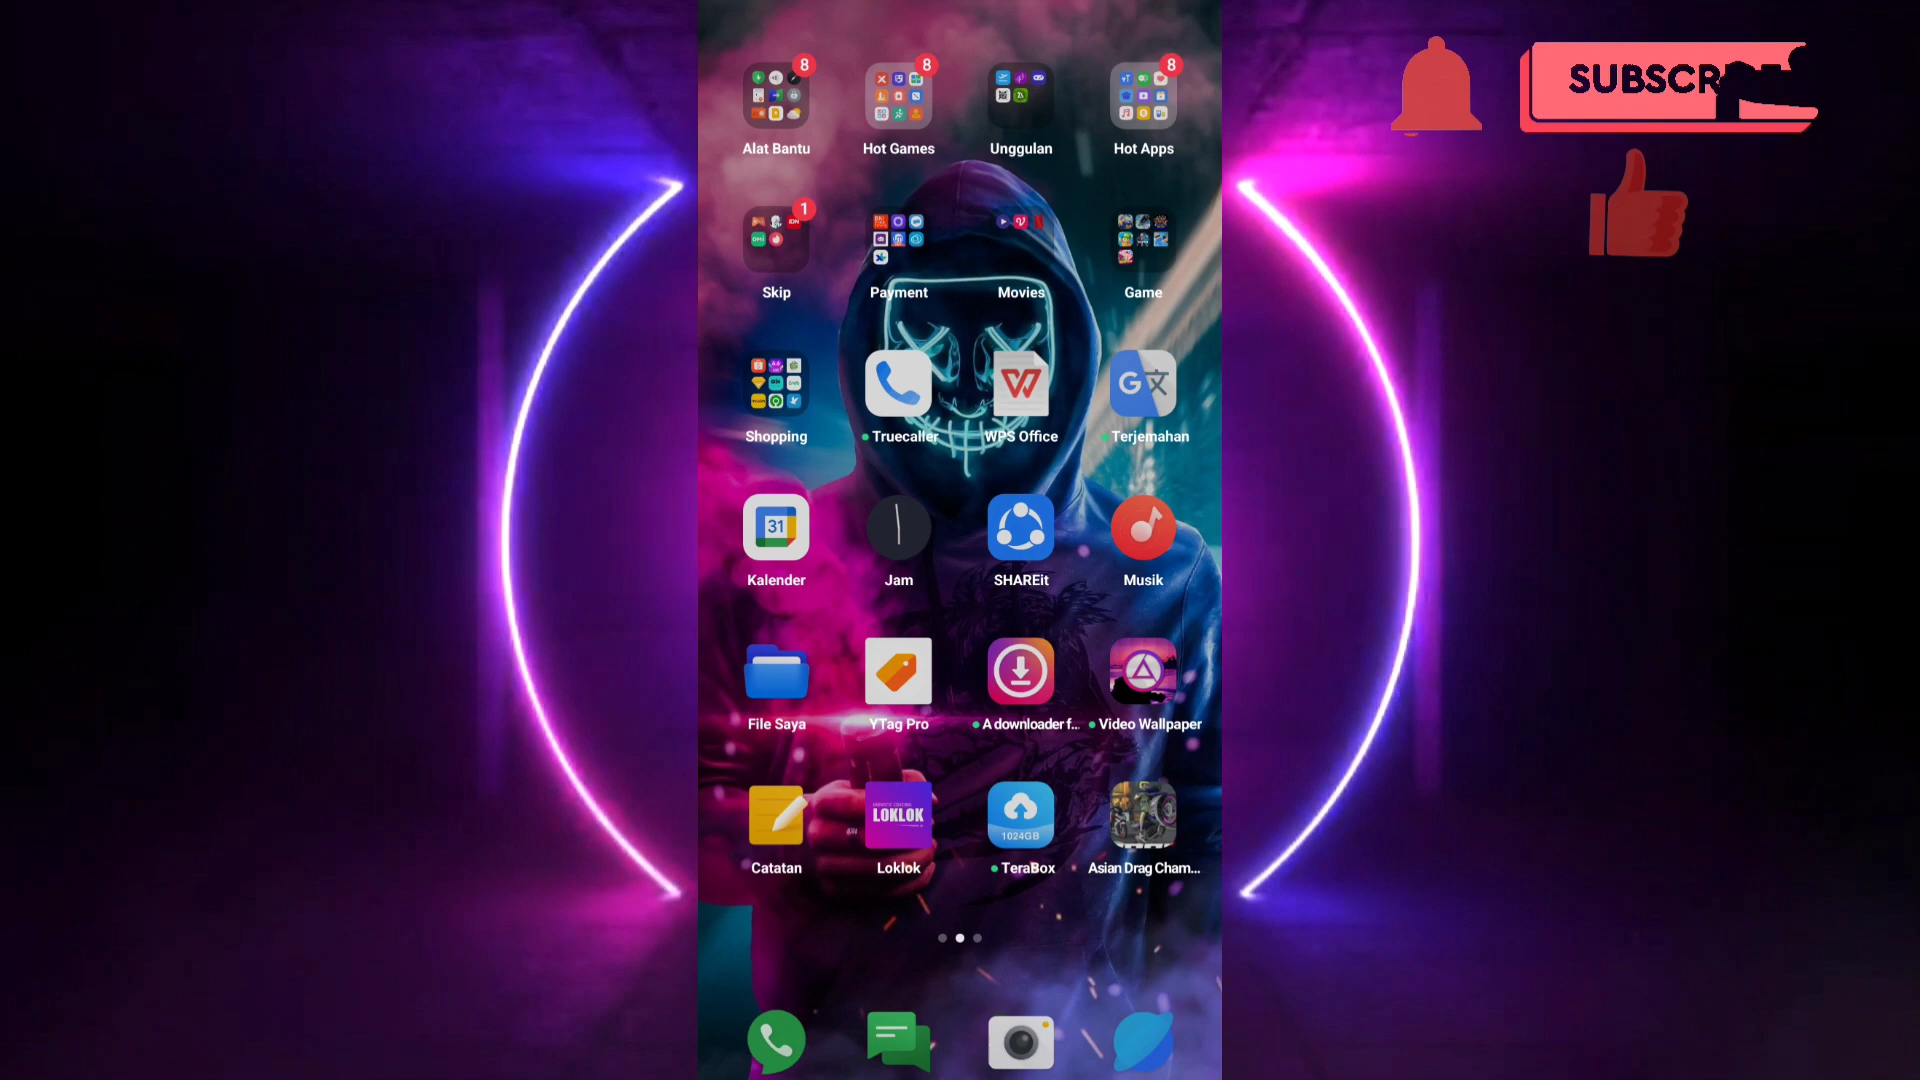 SUBSCR
8
8
8
Alat Bantu
Hot Games
Unggulan
Hot Apps
1
Skip
Payment
Movies
Game
Shopping
Truecaller
WPS Office
Terjemahan
31
Kalender
Jam
SHAREit
Musik
File Saya
YTag Pro
A downloader f...
Video Wallpaper
LOKLOK
1024GB
Catatan
Loklok
TeraBox
Asian Drag Cham...